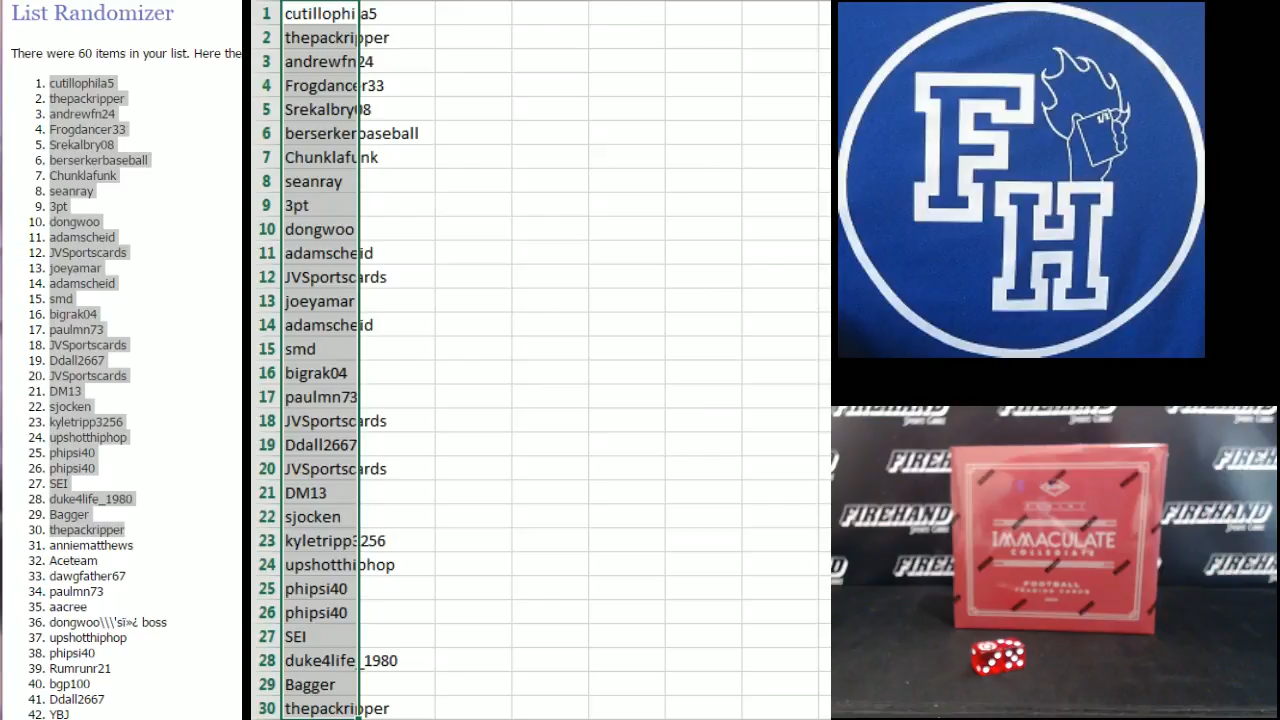 List Randomizer
There were 60 items in your list. Here the
1. cutillophila5
2. thepackripper
3. andrewfn24
4. Frogdancer33
5. Srekalbry08
6. berserkerbaseball
7. Chunklafunk
8. seanray
9. 3pt
10. dongwoo
11. adamscheid
12. JVSportscards
13. joeyamar
14. adamscheid
15. smd
16. bigrak04
17. paulmn73
18. JVSportscards
19. Ddall2667
20. JVSportscards
21. DM13
22. sjocken
23. kyletripp3256
24. upshotthiphop
25. phipsi40
26. phipsi40
27. SEI
28. duke4life_1980
29. Bagger
30. thepackripper
31. anniematthews
32. Aceteam
33. dawgfather67
34. paulmn73
35. aacree
36. dongwoo\\\'sï»¿ boss
37. upshotthiphop
38. phipsi40
39. Rumrunr21
40. bgp100
41. Ddall2667
42. YBJ
1 cutillophila5
2 thepackripper
3 andrewfn24
4 Frogdancer33
5 Srekalbry08
6 berserkerbaseball
7 Chunklafunk
8 seanray
9 3pt
10 dongwoo
11 adamscheid
12 JVSportscards
13 joeyamar
14 adamscheid
15 smd
16 bigrak04
17 paulmn73
18 JVSportscards
19 Ddall2667
20 JVSportscards
21 DM13
22 sjocken
23 kyletripp3256
24 upshotthiphop
25 phipsi40
26 phipsi40
27 SEI
28 duke4life_1980
29 Bagger
30 thepackripper
FH
1/1
FIREHAND
FIREHAND
FIREHAND
IMMACULATE
COLLEGIATE
FOOTBALL
TRADING CARDS